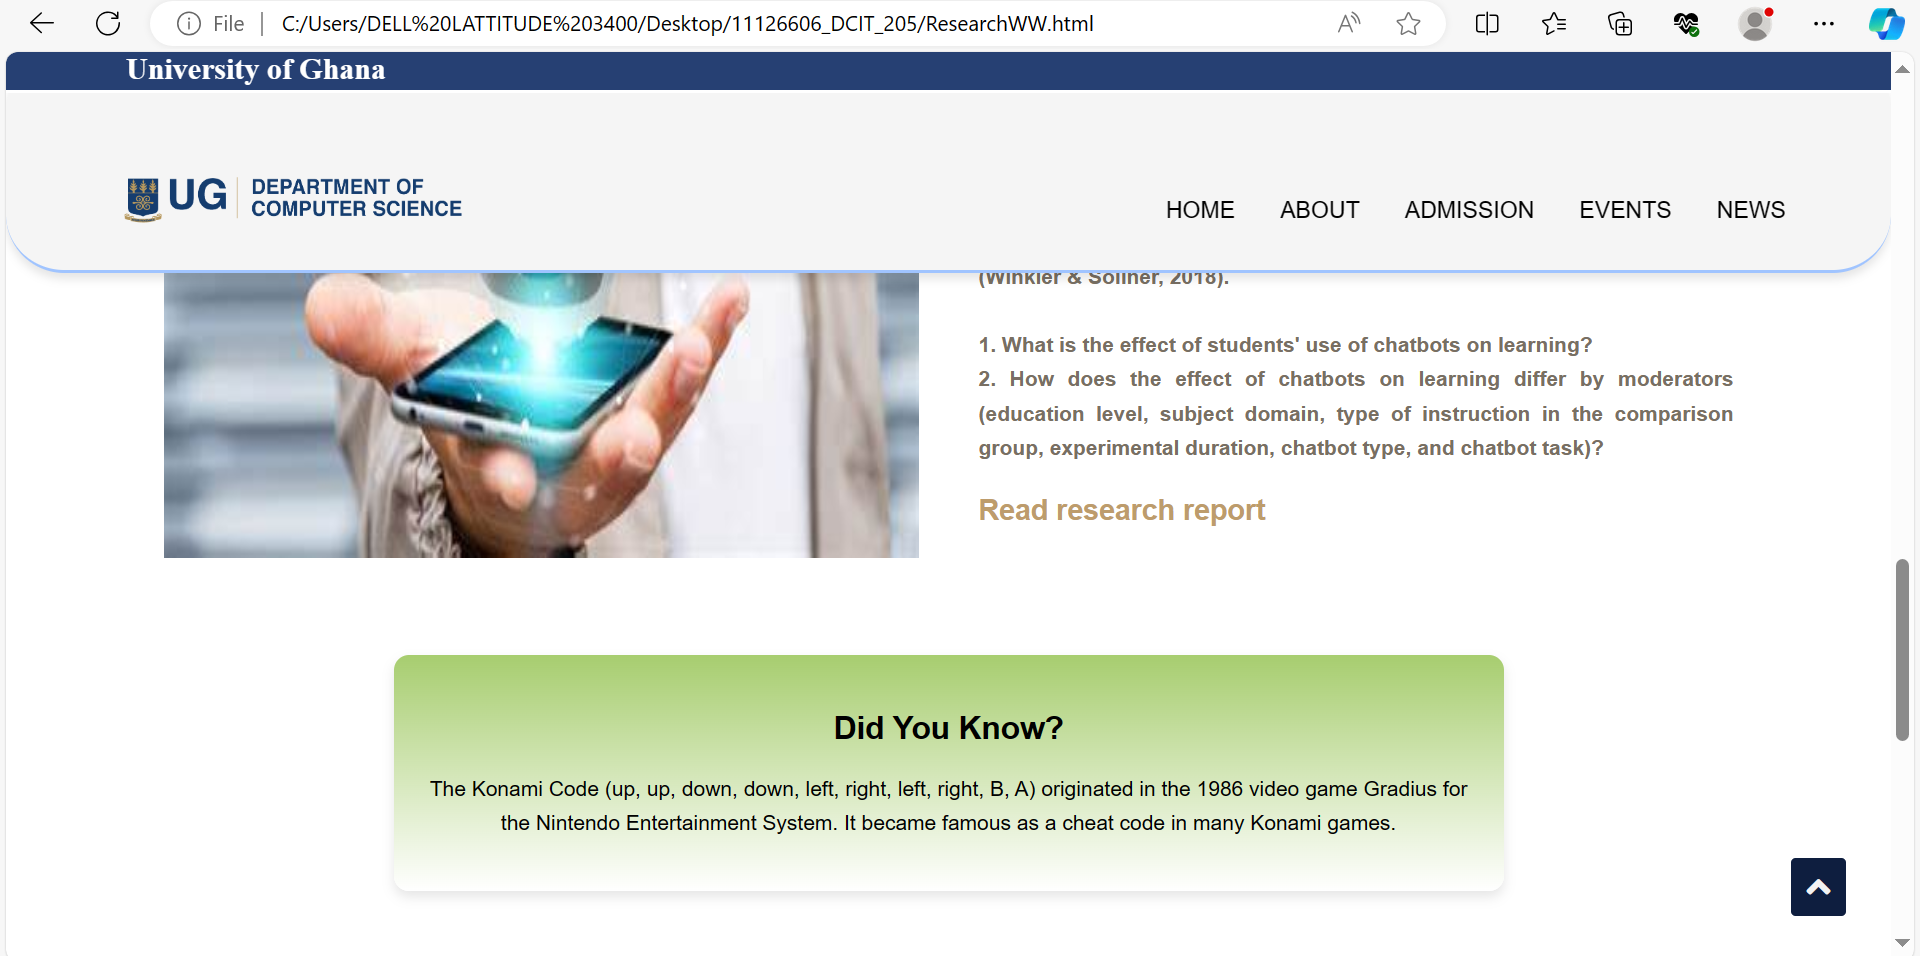 File
C:/Users/DELL%20LATTITUDE%203400/Desktop/11126606_DCIT_205/ResearchWW.html
University of Ghana
UG
DEPARTMENT OF
COMPUTER SCIENCE
HOME ABOUT ADMISSION EVENTS NEWS
(Winkler & Sollner, 2018).
1. What is the effect of students' use of chatbots on learning?
2. How does the effect of chatbots on learning differ by moderators
(education level, subject domain, type of instruction in the comparison
group, experimental duration, chatbot type, and chatbot task)?
Read research report
Did You Know?
The Konami Code (up, up, down, down, left, right, left, right, B, A) originated in the 1986 video game Gradius for
the Nintendo Entertainment System. It became famous as a cheat code in many Konami games.